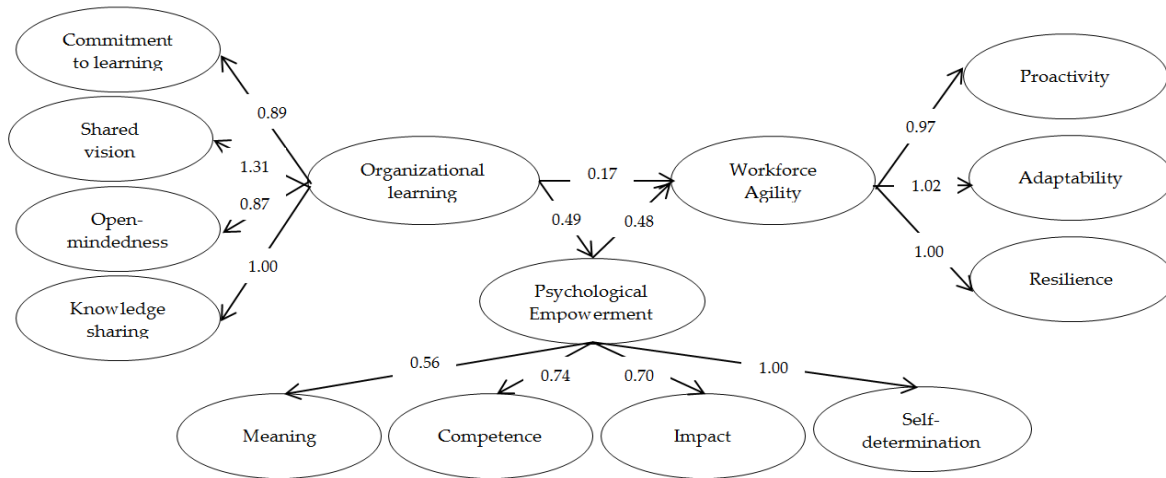 Commitment
to learning
0.89
Shared
vision
1.31
0.87
Open-
mindedness
1.00
Knowledge
sharing
Organizational
learning
0.17
0.49
0.48
Workforce
Agility
0.97
Proactivity
1.02
Adaptability
1.00
Resilience
Psychological
Empowerment
0.56
0.74
0.70
1.00
Meaning
Competence
Impact
Self-
determination